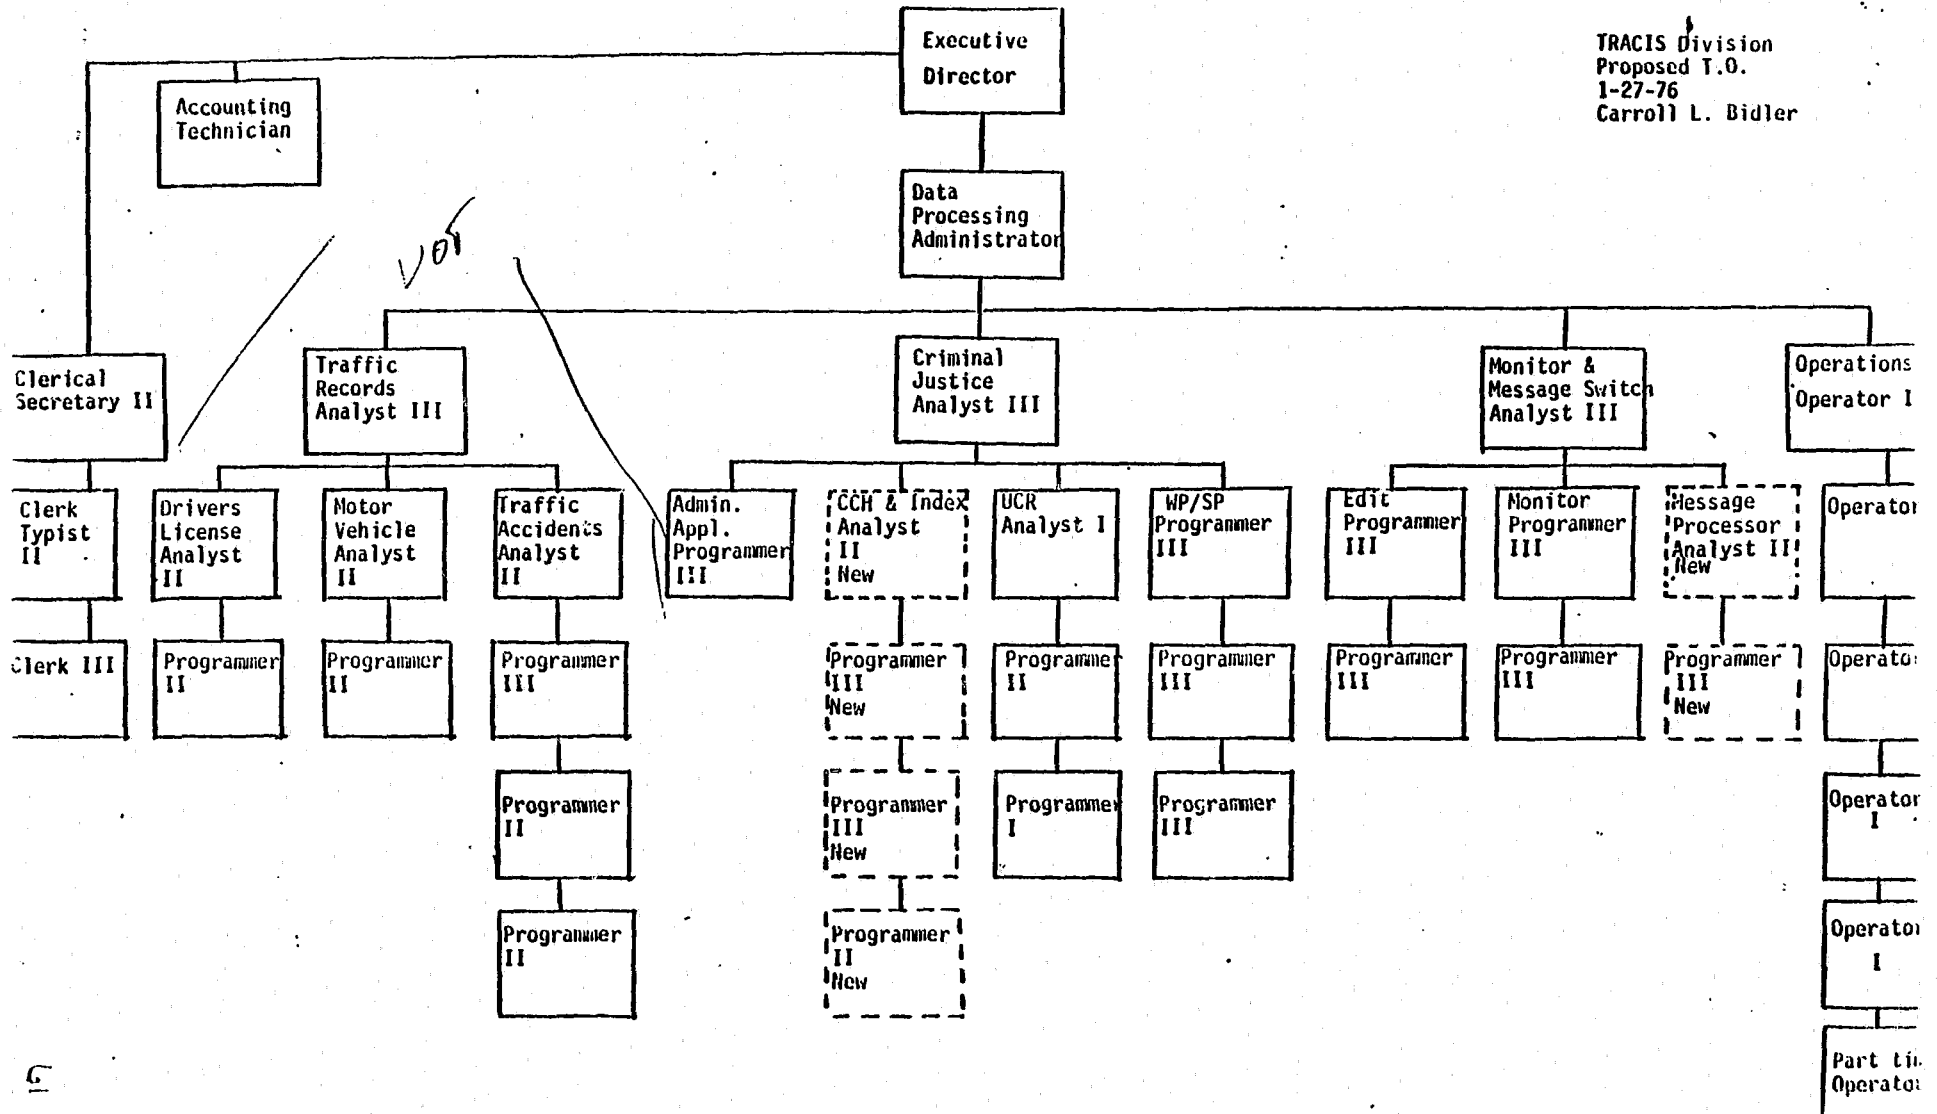 Executive
Director
TRACIS Division
Proposed T.O.
1-27-76
Carroll L. Bidler
Accounting
Technician
Data
Processing
Administrator
Clerical
Secretary II
Traffic
Records
Analyst III
Criminal
Justice
Analyst III
Monitor &
Message Switch
Analyst III
Operations
Operator I
Clerk
Typist
II
Drivers
License
Analyst
II
Motor
Vehicle
Analyst
II
Traffic
Accidents
Analyst
II
Admin.
Appl.
Programmer
III
CCH & Index
Analyst
II
New
UCR
Analyst I
WP/SP
Programmer
III
Edit
Programmer
III
Monitor
Programmer
III
Message
Processor
Analyst II
New
Operator
Clerk III
Programmer
II
Programmer
II
Programmer
III
Programmer
III
New
Programmer
II
Programmer
III
Programmer
III
Programmer
III
Programmer
III
New
Operato
Programmer
II
Programmer
III
New
Programmer
I
Programmer
III
Operator
I
Programmer
II
Programmer
II
New
Operator
I
Part ti
Operato